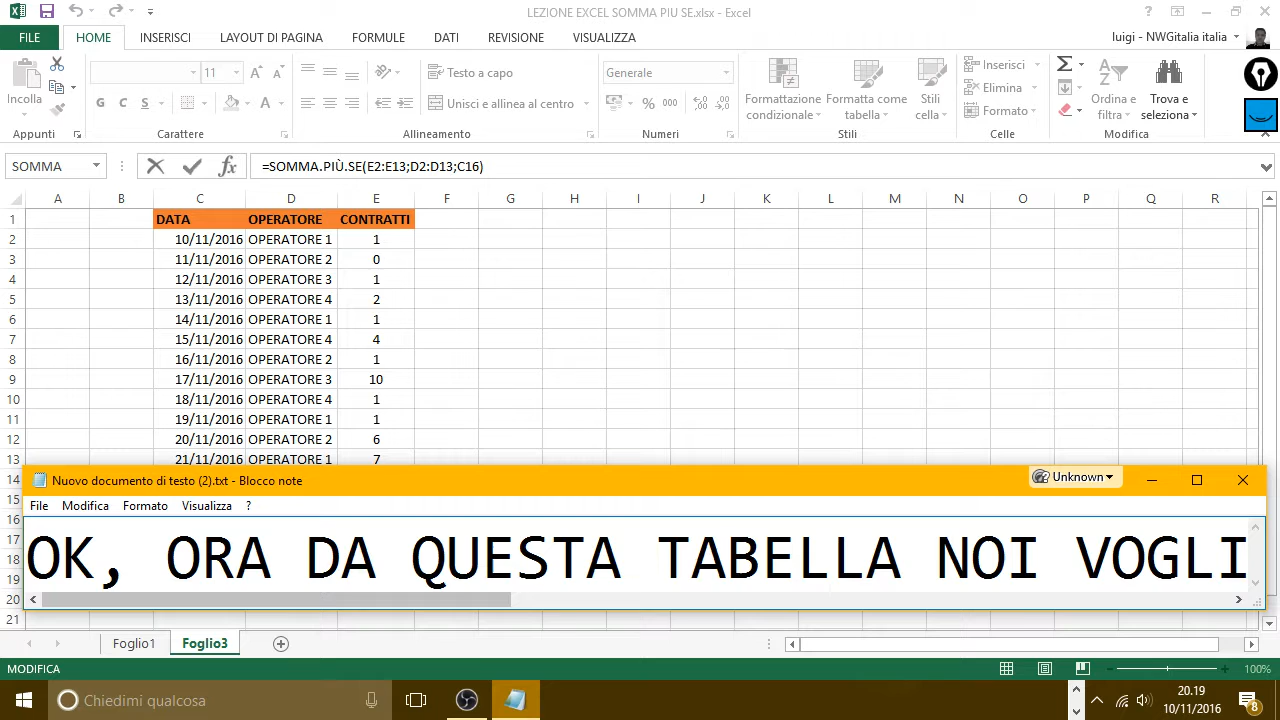 LEZIONE EXCEL SOMMA PIU SE.xlsx - Excel
FILE HOME INSERISCI LAYOUT DI PAGINA FORMULE DATI REVISIONE VISUALIZZA luigi - NWGitalia italia
Incolla
11
G C S
Testo a capo
Unisci e allinea al centro
Generale
% 000
Formattazione condizionale
Formatta come tabella
Stili cella
Inserisci
Elimina
Formato
Ordina e filtra
Trova e seleziona
Appunti Carattere Allineamento Numeri Stili Celle Modifica
SOMMA =SOMMA.PIÙ.SE(E2:E13;D2:D13;C16)
A B C D E F G H I J K L M N O P Q R
1 DATA OPERATORE CONTRATTI
2 10/11/2016 OPERATORE 1 1
3 11/11/2016 OPERATORE 2 0
4 12/11/2016 OPERATORE 3 1
5 13/11/2016 OPERATORE 4 2
6 14/11/2016 OPERATORE 1 1
7 15/11/2016 OPERATORE 4 4
8 16/11/2016 OPERATORE 2 1
9 17/11/2016 OPERATORE 3 10
10 18/11/2016 OPERATORE 4 1
11 19/11/2016 OPERATORE 1 1
12 20/11/2016 OPERATORE 2 6
13 21/11/2016 OPERATORE 1 7
14
15
16
17
18
19
20
21
Nuovo documento di testo (2).txt - Blocco note Unknown
File Modifica Formato Visualizza ?
OK, ORA DA QUESTA TABELLA NOI VOGLI
Foglio1 Foglio3
MODIFICA 100%
Chiedimi qualcosa
20.19
10/11/2016
8